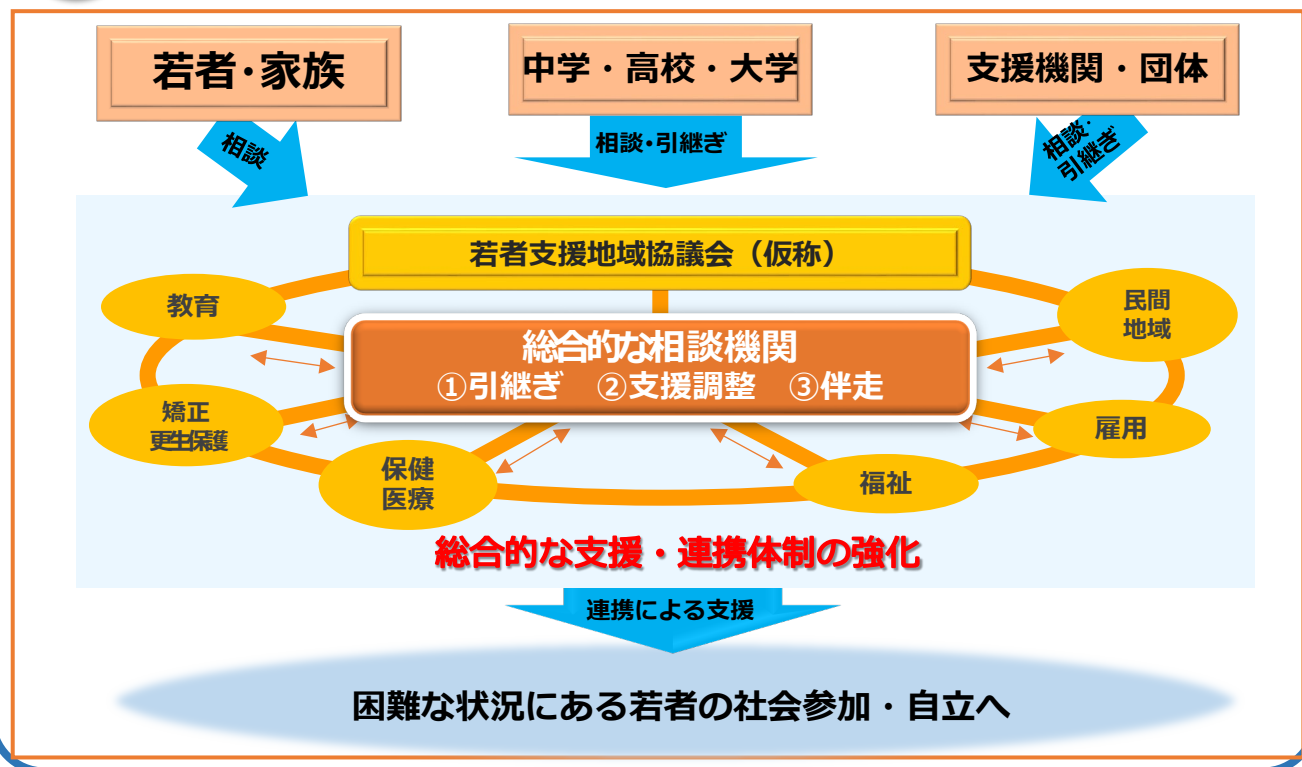 若者・家族
中学・高校・大学
支援機関・団体
相談
相談・引継ぎ
相談・
引継ぎ
若者支援地域協議会（仮称）
教育
民間
地域
総合的な相談機関
①引継ぎ　②支援調整　③伴走
矯正
更生保護
雇用
保健
医療
福祉
総合的な支援・連携体制の強化
連携による支援
困難な状況にある若者の社会参加・自立へ